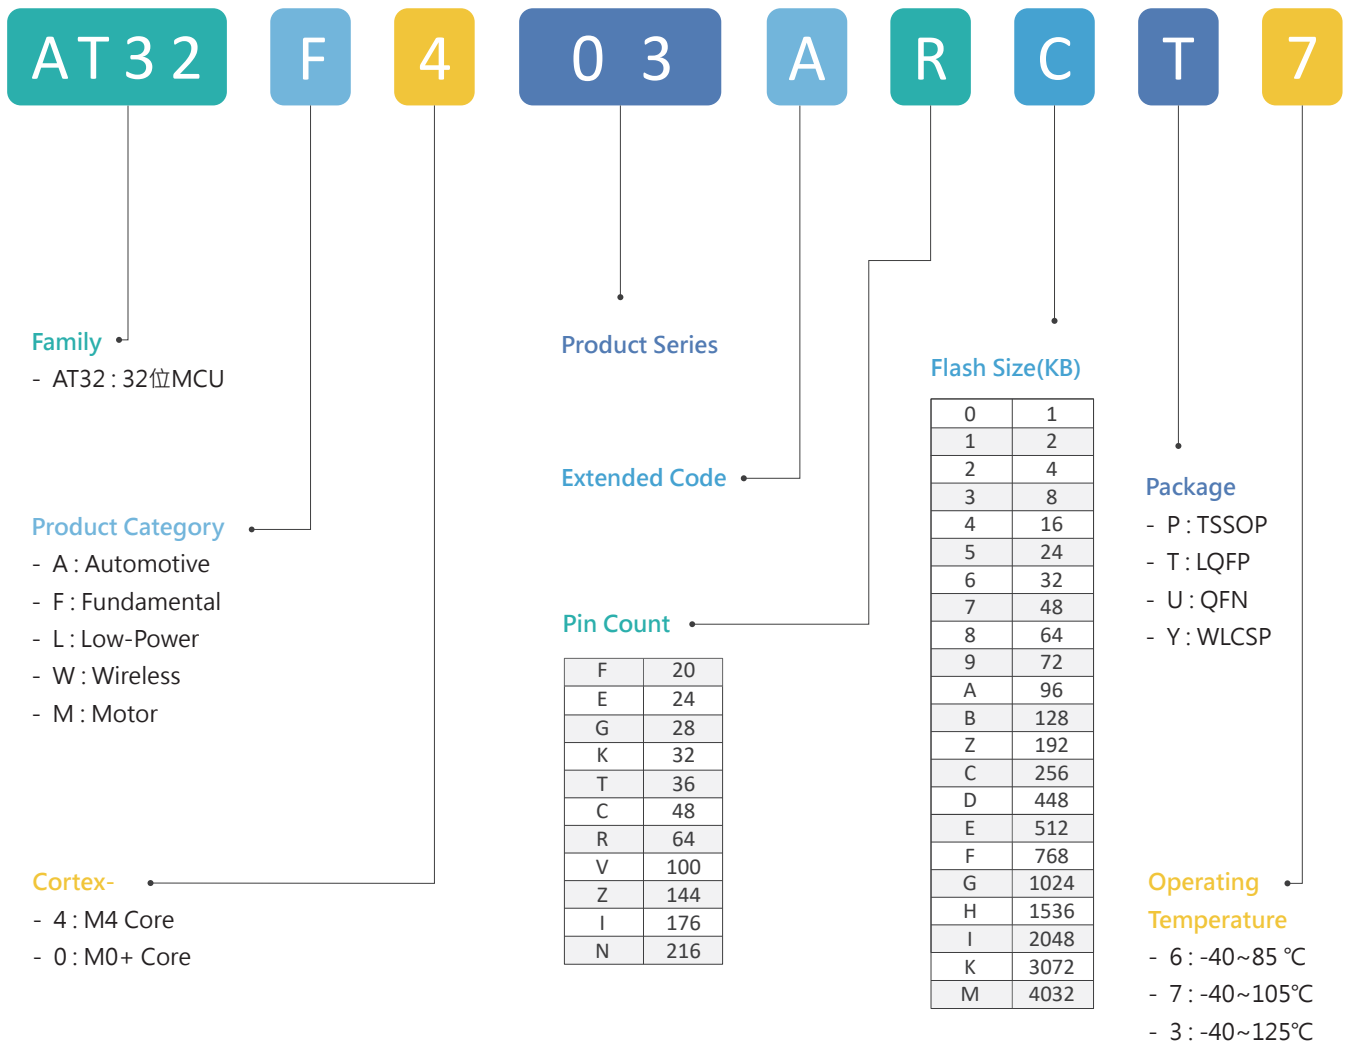 AT32 F 4 03 A R C T 7
Family
- AT32 : 32位MCU
Product Category
- A : Automotive
- F : Fundamental
- L : Low-Power
- W : Wireless
- M : Motor
Cortex-
- 4 : M4 Core
- 0 : M0+ Core
Product Series
Extended Code
Pin Count
F 20
E 24
G 28
K 32
T 36
C 48
R 64
V 100
Z 144
I 176
N 216
Flash Size(KB)
0 1
1 2
2 4
3 8
4 16
5 24
6 32
7 48
8 64
9 72
A 96
B 128
Z 192
C 256
D 448
E 512
F 768
G 1024
H 1536
I 2048
K 3072
M 4032
Package
- P : TSSOP
- T : LQFP
- U : QFN
- Y : WLCSP
Operating
Temperature
- 6 : -40~85 ℃
- 7 : -40~105℃
- 3 : -40~125℃